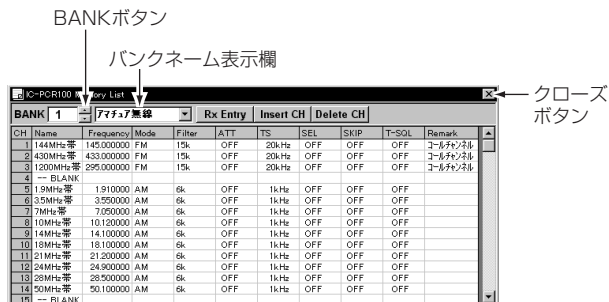 BANKボタン
バンクネーム表示欄
クローズ
ボタン
IC-PCR100 Memory List
BANK 1 アマチュア無線 Rx Entry Insert CH Delete CH
CH Name Frequency Mode Filter ATT TS SEL SKIP T-SQL Remark
1 144MHz帯 145.000000 FM 15k OFF 20kHz OFF OFF OFF コールチャンネル
2 430MHz帯 433.000000 FM 15k OFF 20kHz OFF OFF OFF コールチャンネル
3 1200MHz帯 295.000000 FM 15k OFF 20kHz OFF OFF OFF コールチャンネル
4 -- BLANK
5 1.9MHz帯 1.910000 AM 6k OFF 1kHz OFF OFF OFF
6 3.5MHz帯 3.550000 AM 6k OFF 1kHz OFF OFF OFF
7 7MHz帯 7.050000 AM 6k OFF 1kHz OFF OFF OFF
8 10MHz帯 10.120000 AM 6k OFF 1kHz OFF OFF OFF
9 14MHz帯 14.100000 AM 6k OFF 1kHz OFF OFF OFF
10 18MHz帯 18.100000 AM 6k OFF 1kHz OFF OFF OFF
11 21MHz帯 21.200000 AM 6k OFF 1kHz OFF OFF OFF
12 24MHz帯 24.900000 AM 6k OFF 1kHz OFF OFF OFF
13 28MHz帯 28.500000 AM 6k OFF 1kHz OFF OFF OFF
14 50MHz帯 50.100000 AM 6k OFF 1kHz OFF OFF OFF
15 -- BLANK